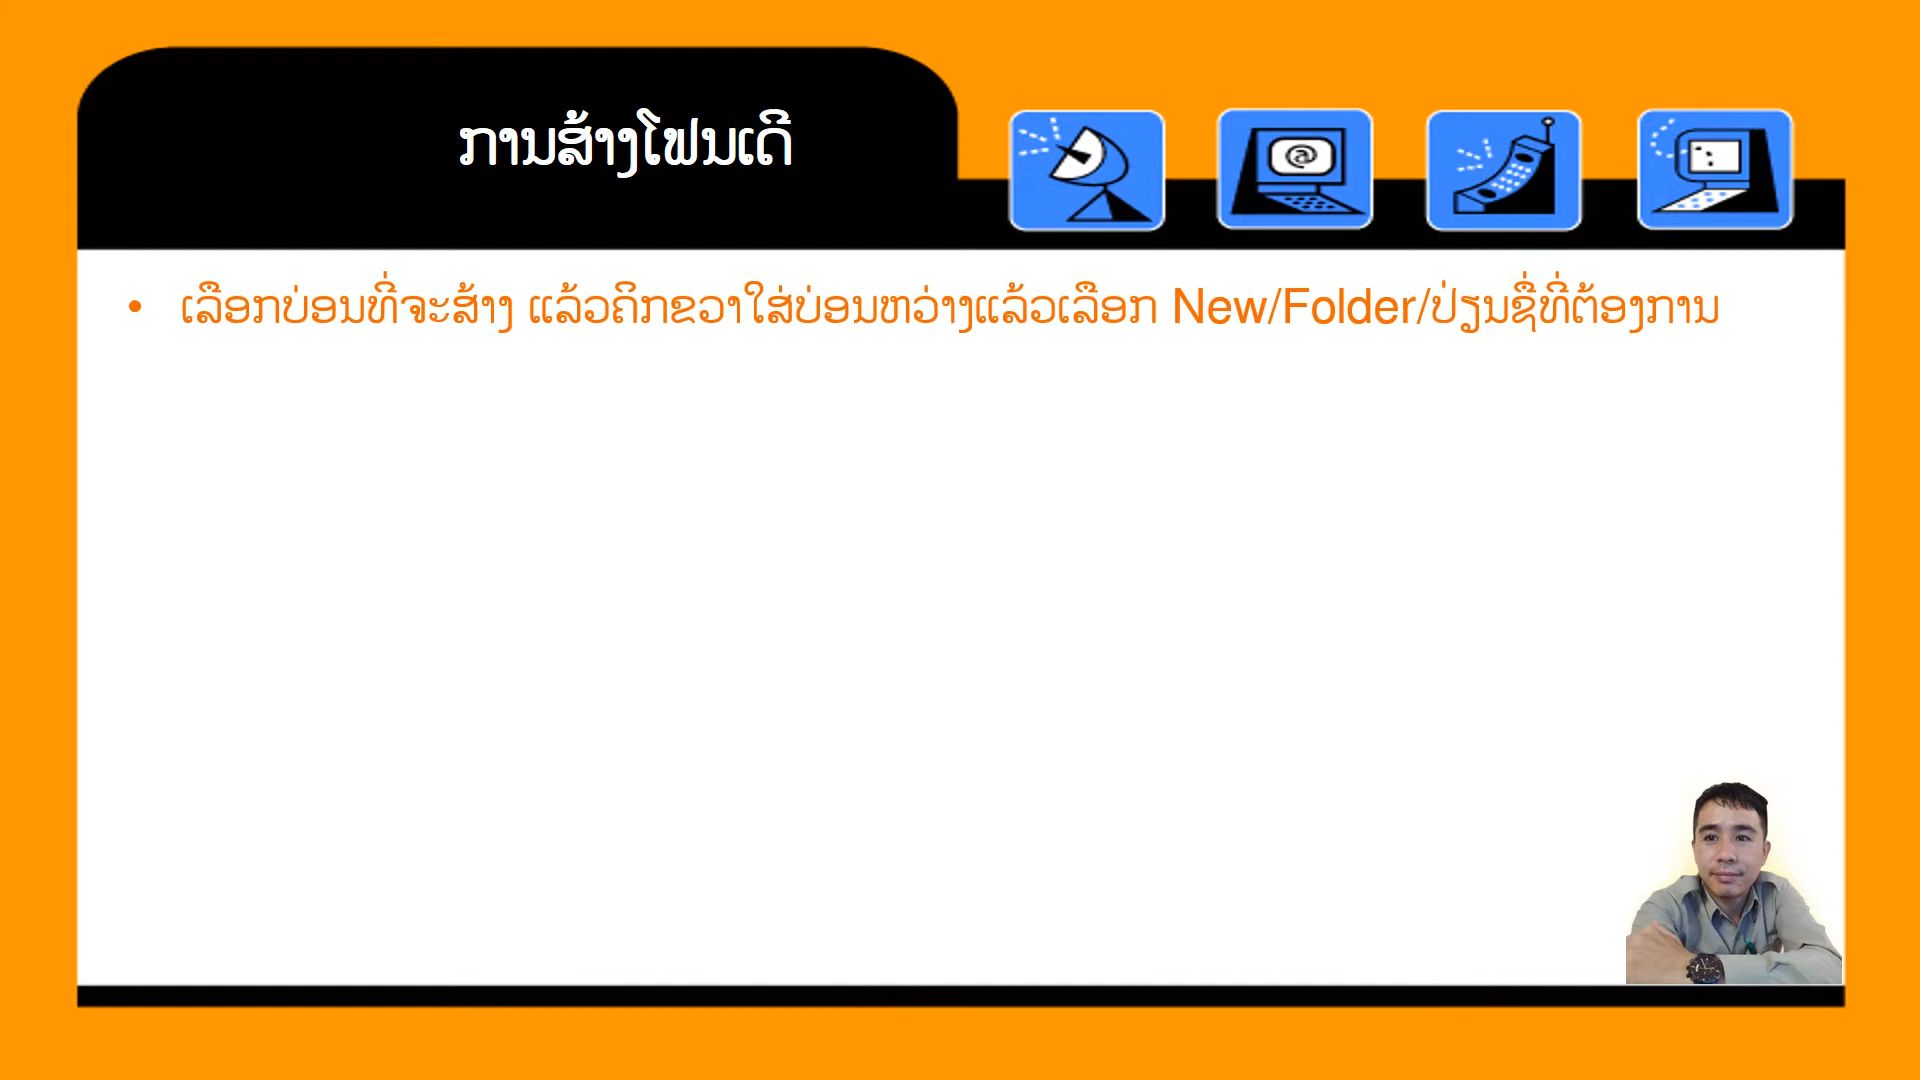 ການສ້າງໂຟນເດີ
• ເລືອກບ່ອນທີ່ຈະສ້າງ ແລ້ວຄິກຂວາໃສ່ບ່ອນຫວ່າງແລ້ວເລືອກ New/Folder/ປ່ຽນຊື່ທີ່ຕ້ອງການ